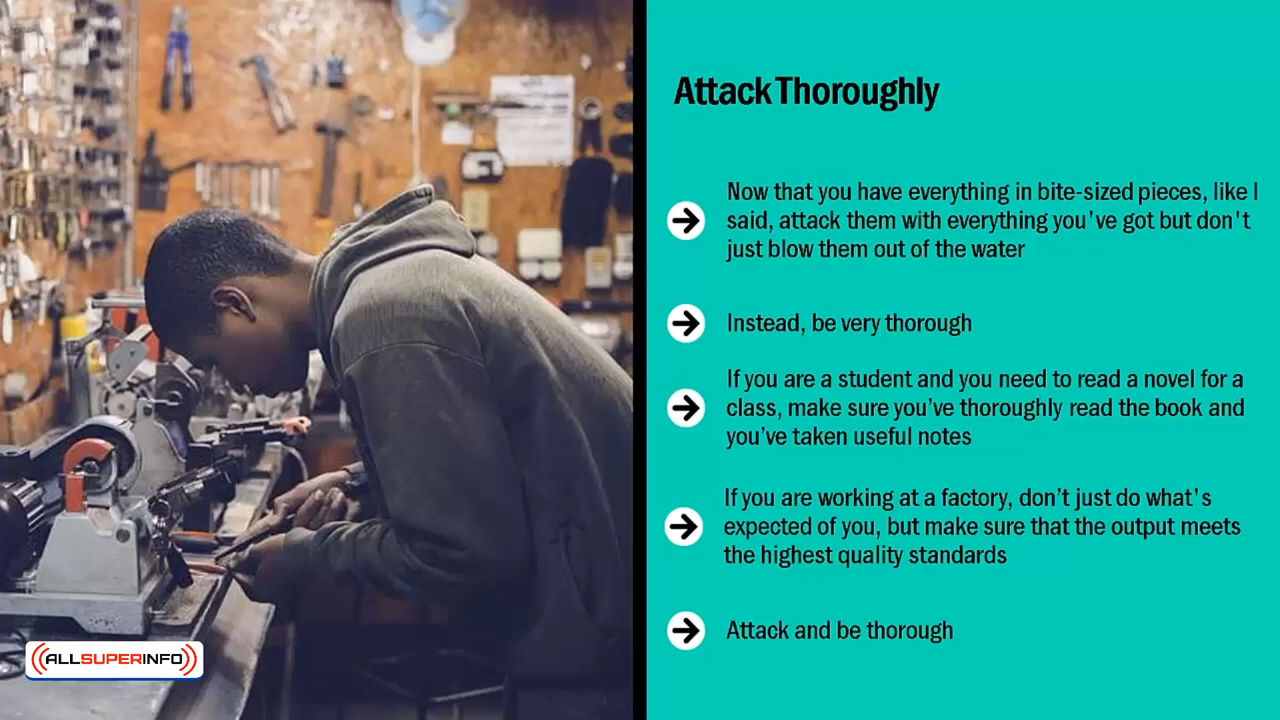 Attack Thoroughly
Now that you have everything in bite-sized pieces, like I
said, attack them with everything you've got but don't
just blow them out of the water
Instead, be very thorough
If you are a student and you need to read a novel for a
class, make sure you've thoroughly read the book and
you've taken useful notes
If you are working at a factory, don't just do what's
expected of you, but make sure that the output meets
the highest quality standards
Attack and be thorough
ALLSUPERINFO